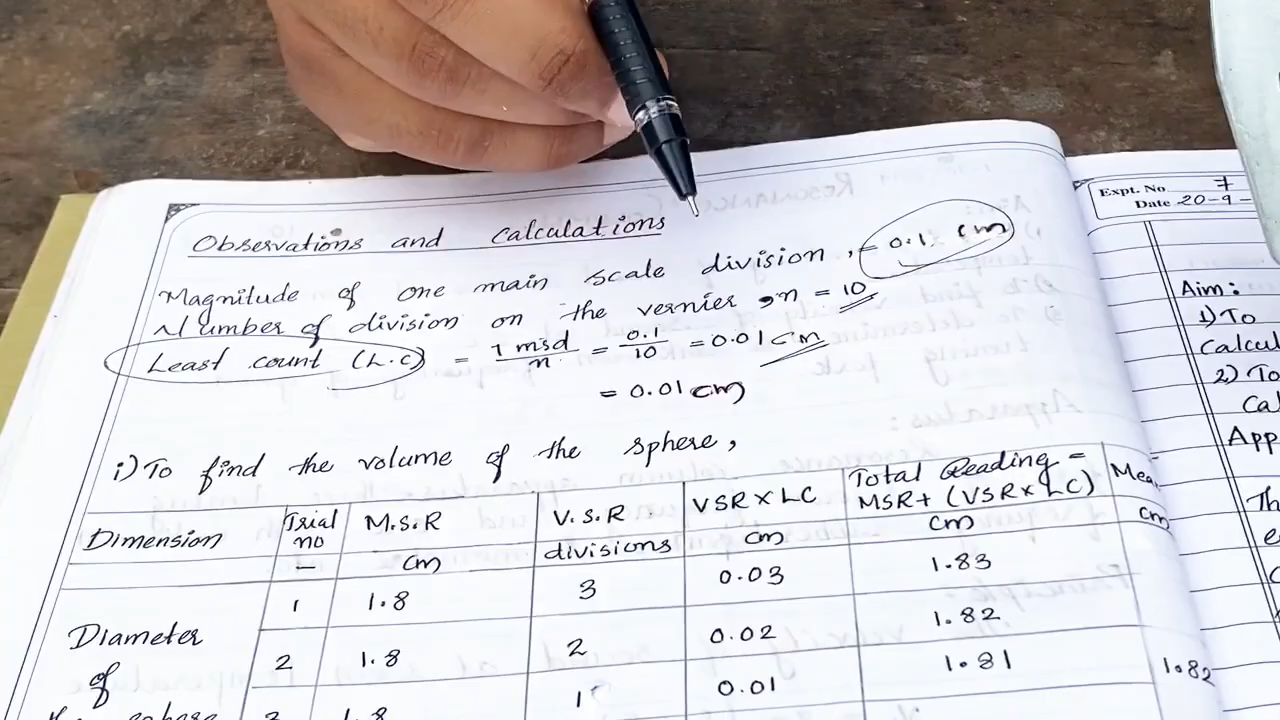 Observations and Calculations
Magnitude of one main scale division, = 0.1 cm
Number of division on the vernier, n = 10
Least count (L.C) = 1 msd / n = 0.1 / 10 = 0.01 cm
= 0.01 cm
i) To find the volume of the sphere,
Dimension Trial no M.S.R cm V.S.R divisions VSR X LC cm Total Reading = MSR + (VSR X LC) cm cm
Diameter of
1 1.8 3 0.03 1.83
2 1.8 2 0.02 1.82
1.8 1 0.01 1.81 1.82
Expt. No 7
Date 20-9-
Aim:
1) To
2) To